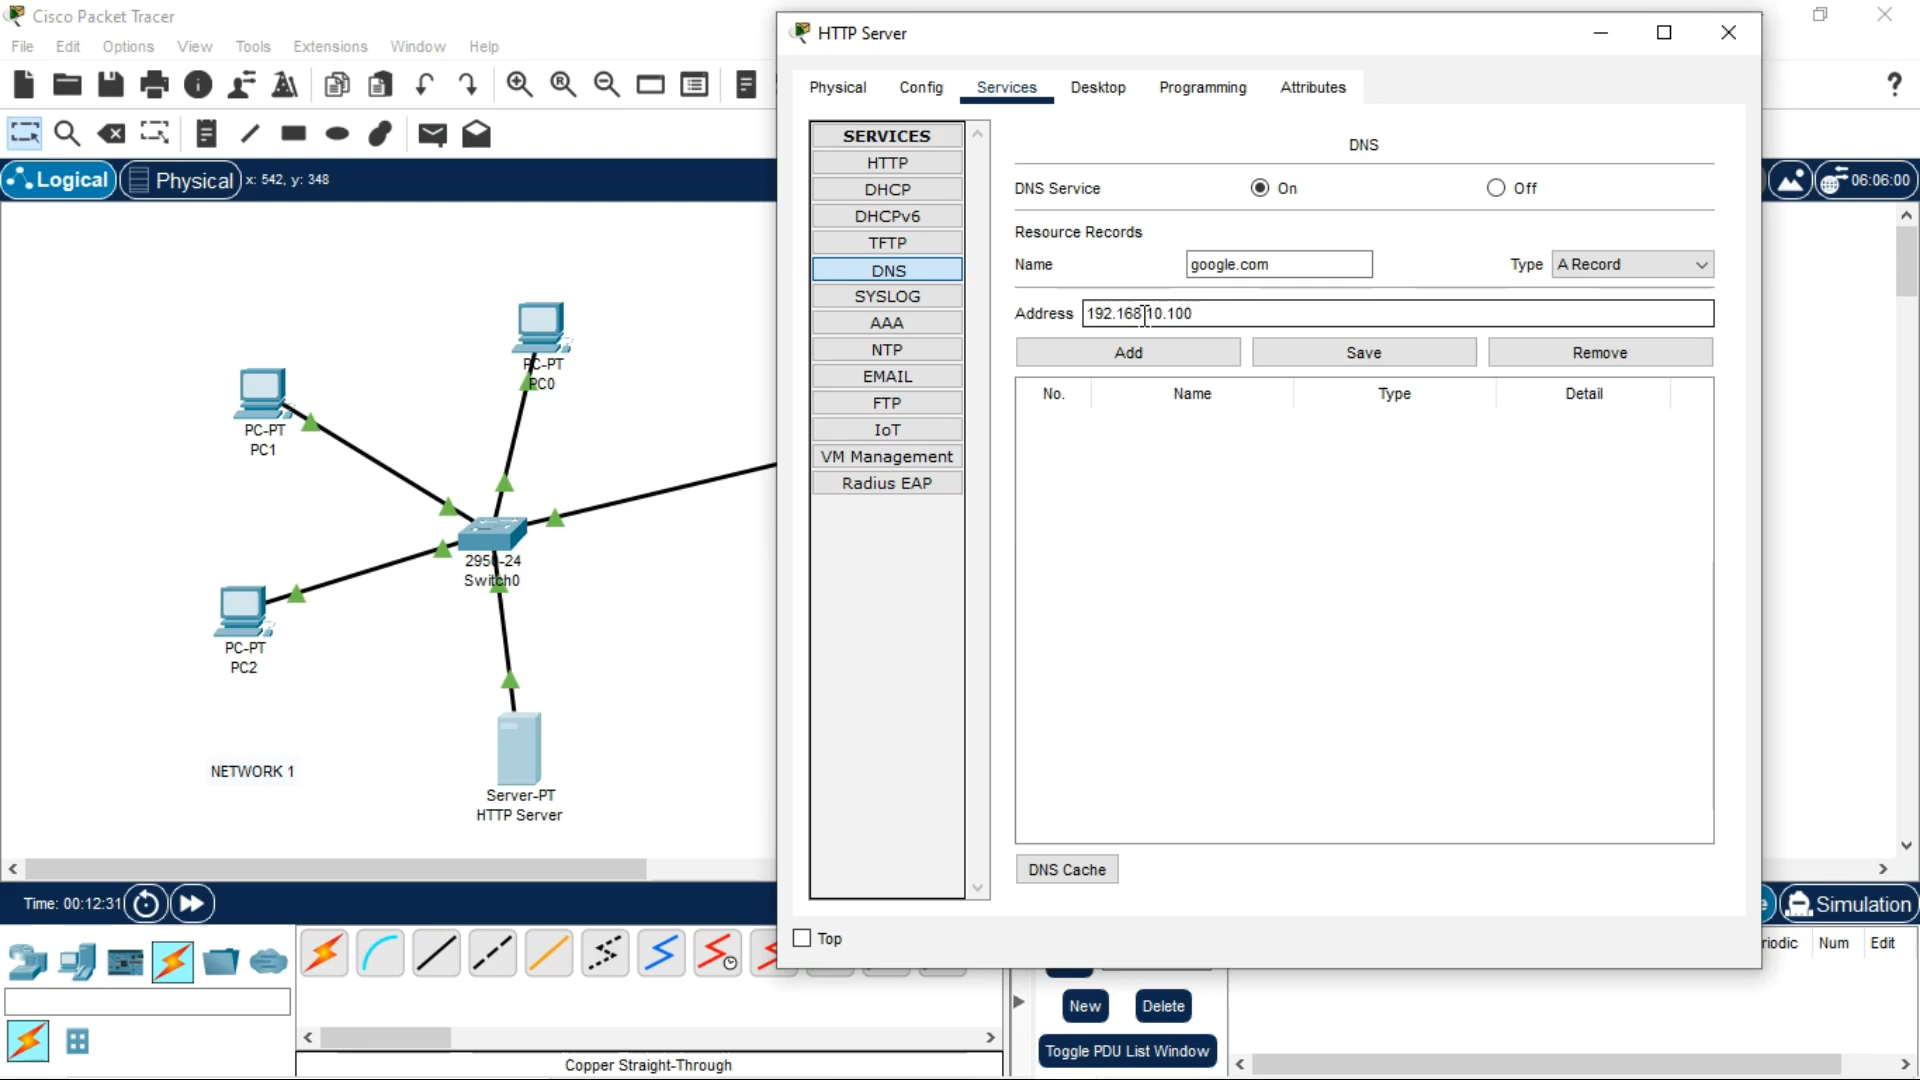 Cisco Packet Tracer
File Edit Options View Tools Extensions Window Help
Logical Physical x: 542, y: 348
06:06:00
PC-PT
PC0
PC-PT
PC1
Switch0
PC-PT
PC2
NETWORK 1
Server-PT
HTTP Server
Time: 00:12:31
Simulation
Num Edit
New Delete
Toggle PDU List Window
Copper Straight-Through
HTTP Server
Physical Config Services Desktop Programming Attributes
SERVICES
HTTP
DHCP
DHCPv6
TFTP
DNS
SYSLOG
AAA
NTP
EMAIL
FTP
IoT
VM Management
Radius EAP
DNS
DNS Service On Off
Resource Records
Name google.com Type A Record
Address 192.168.10.100
Add Save Remove
No. Name Type Detail
DNS Cache
Top